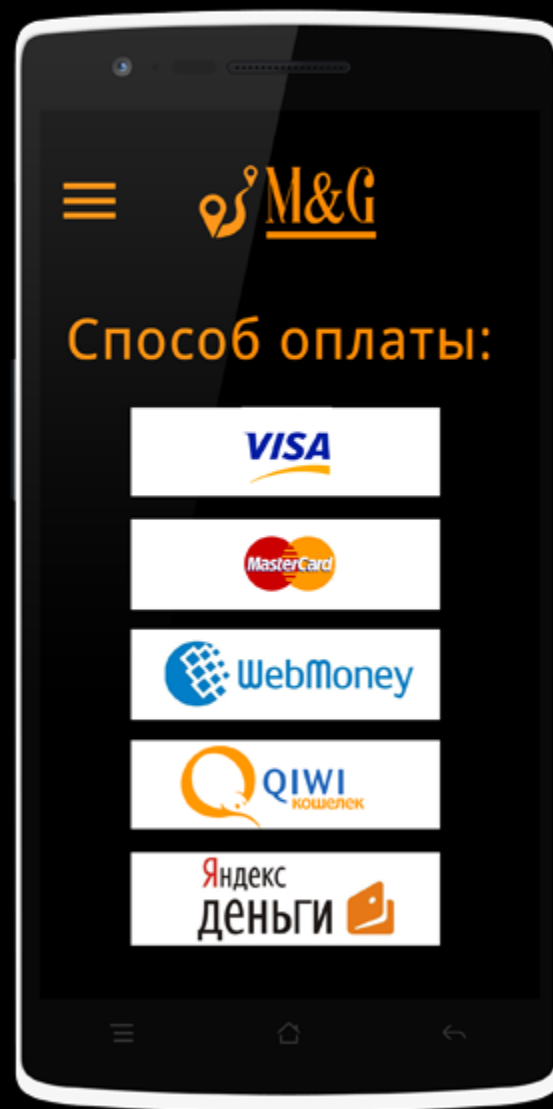 M&G
Способ оплаты:
VISA
MasterCard
WebMoney
QIWI
кошелек
Яндекс
деньги